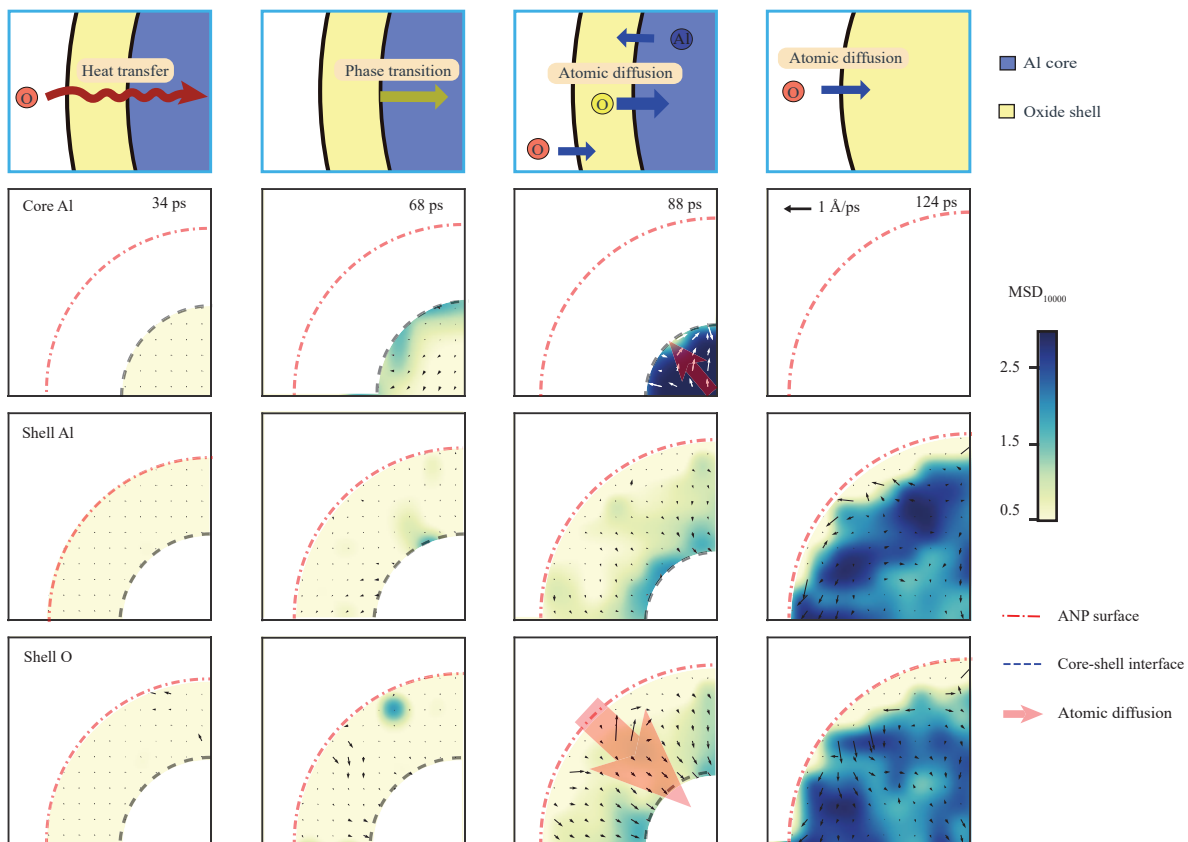 Heat transfer
O
Phase transition
Al
Atomic diffusion
O
O
Atomic diffusion
O
Al core
Oxide shell
Core Al
34 ps
68 ps
88 ps
1 Å/ps
124 ps
MSD10000
2.5
1.5
0.5
Shell Al
Shell O
ANP surface
Core-shell interface
Atomic diffusion